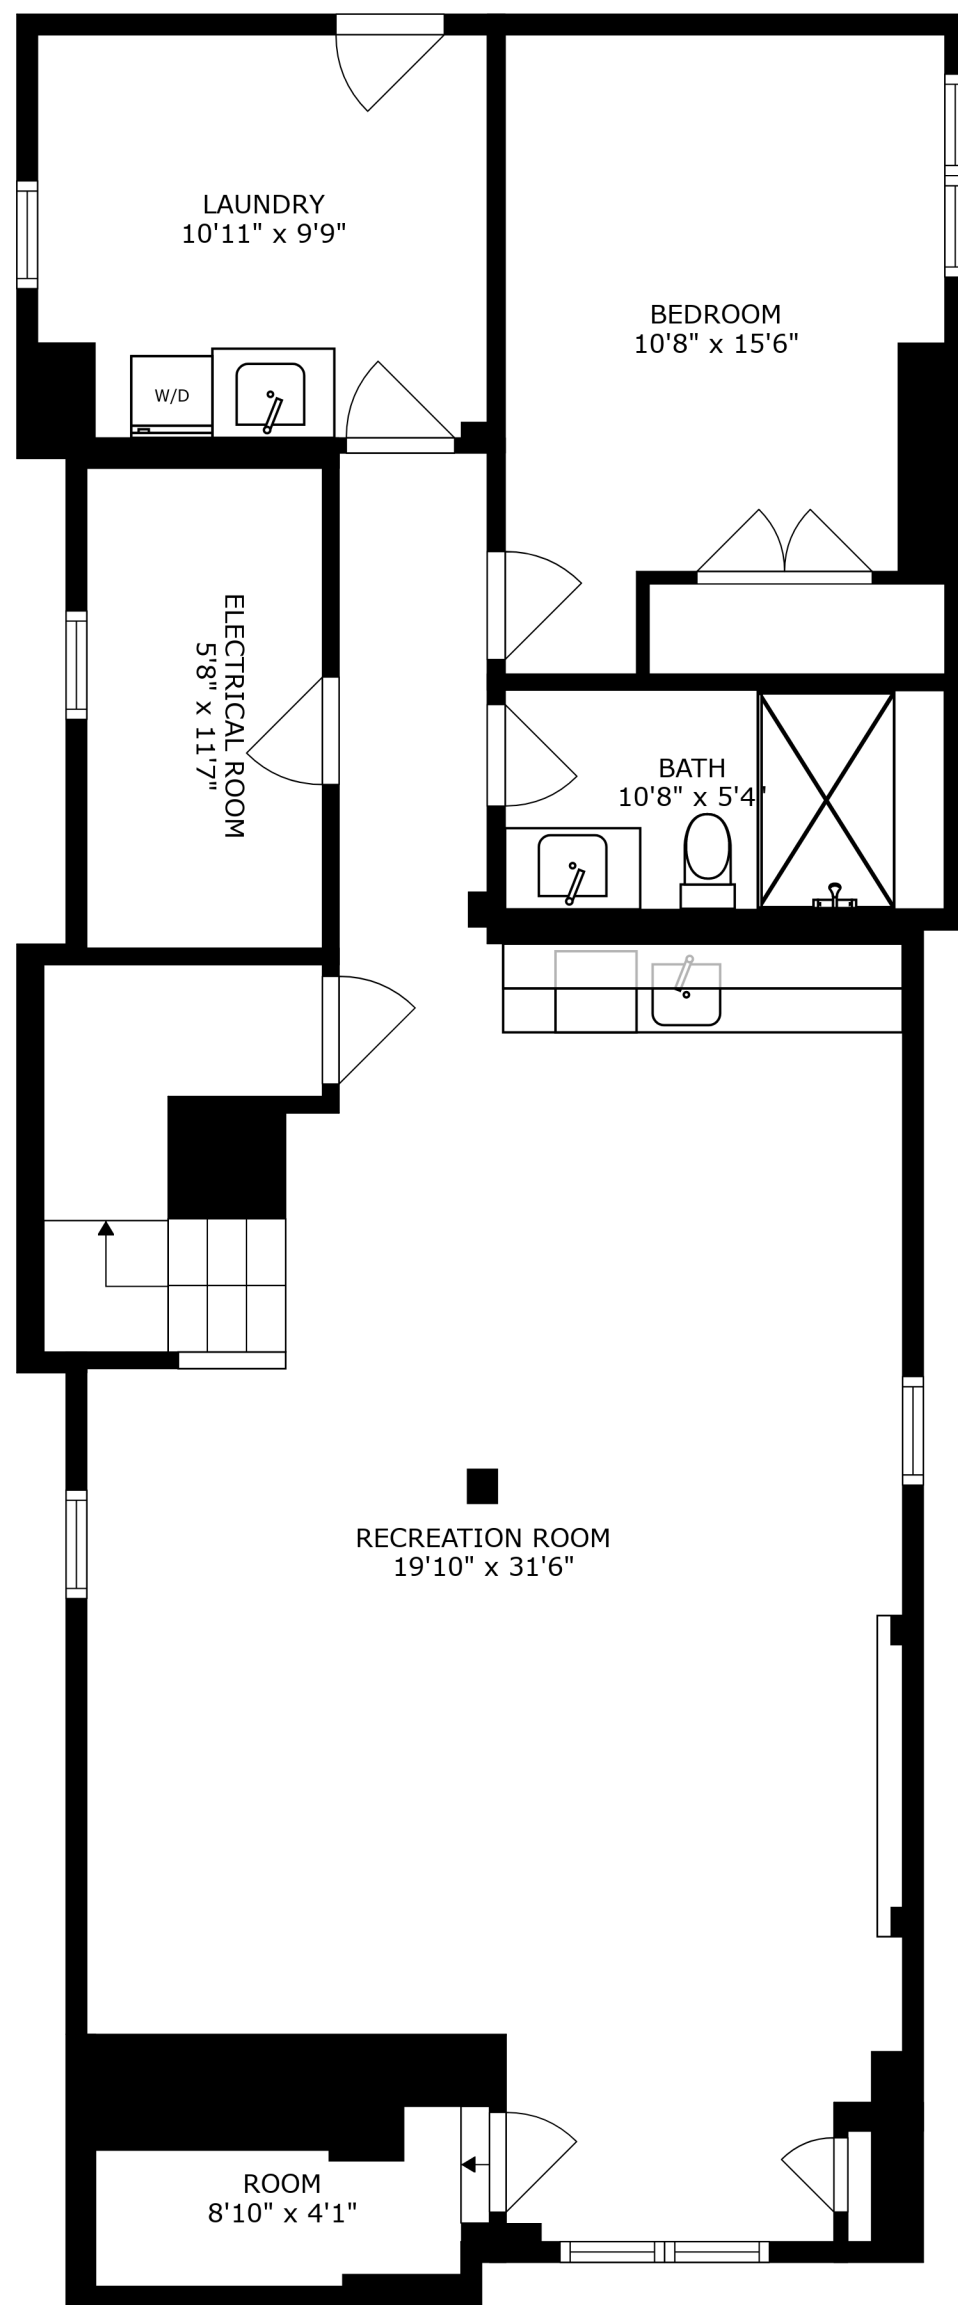 LAUNDRY
10'11" x 9'9"
BEDROOM
10'8" x 15'6"
W/D
ELECTRICAL ROOM
5'8" x 11'7"
BATH
10'8" x 5'4"
RECREATION ROOM
19'10" x 31'6"
ROOM
8'10" x 4'1"